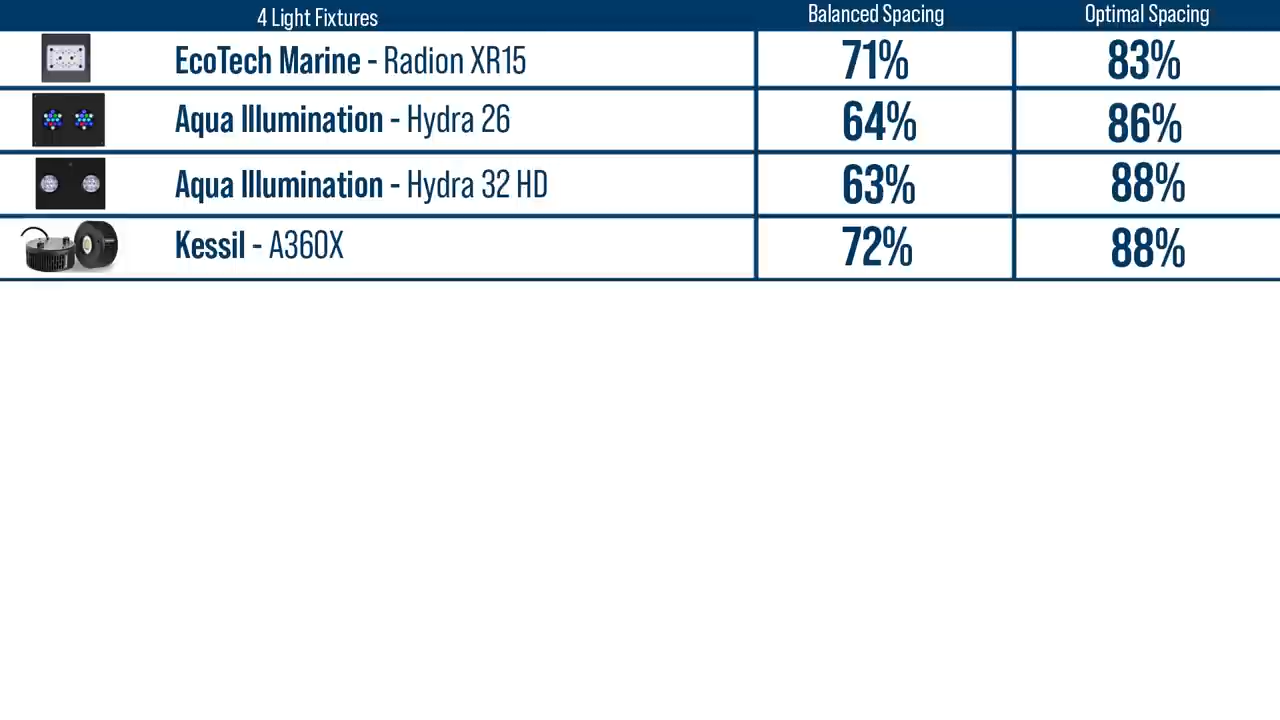 4 Light Fixtures Balanced Spacing Optimal Spacing
EcoTech Marine - Radion XR15 71% 83%
Aqua Illumination - Hydra 26 64% 86%
Aqua Illumination - Hydra 32 HD 63% 88%
Kessil - A360X 72% 88%